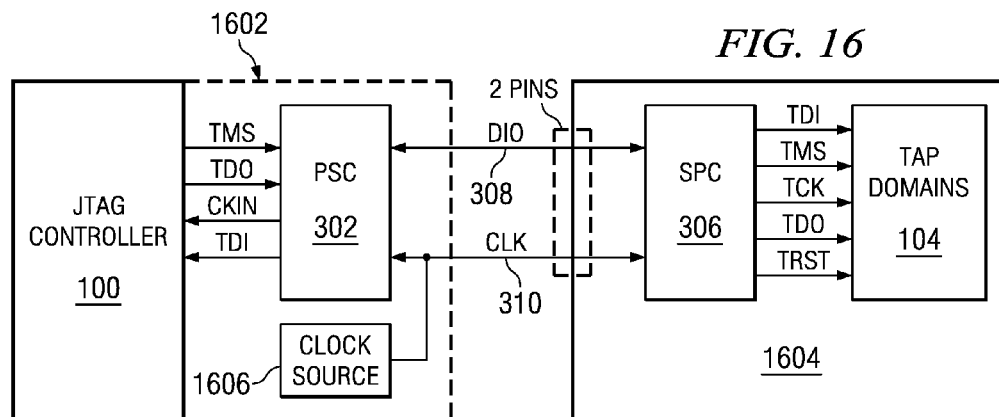 FIG. 16
1602
2 PINS
JTAG
CONTROLLER
100
TMS
TDO
CKIN
TDI
PSC
302
DIO
308
CLK
310
CLOCK
SOURCE
1606
SPC
306
TDI
TMS
TCK
TDO
TRST
TAP
DOMAINS
104
1604